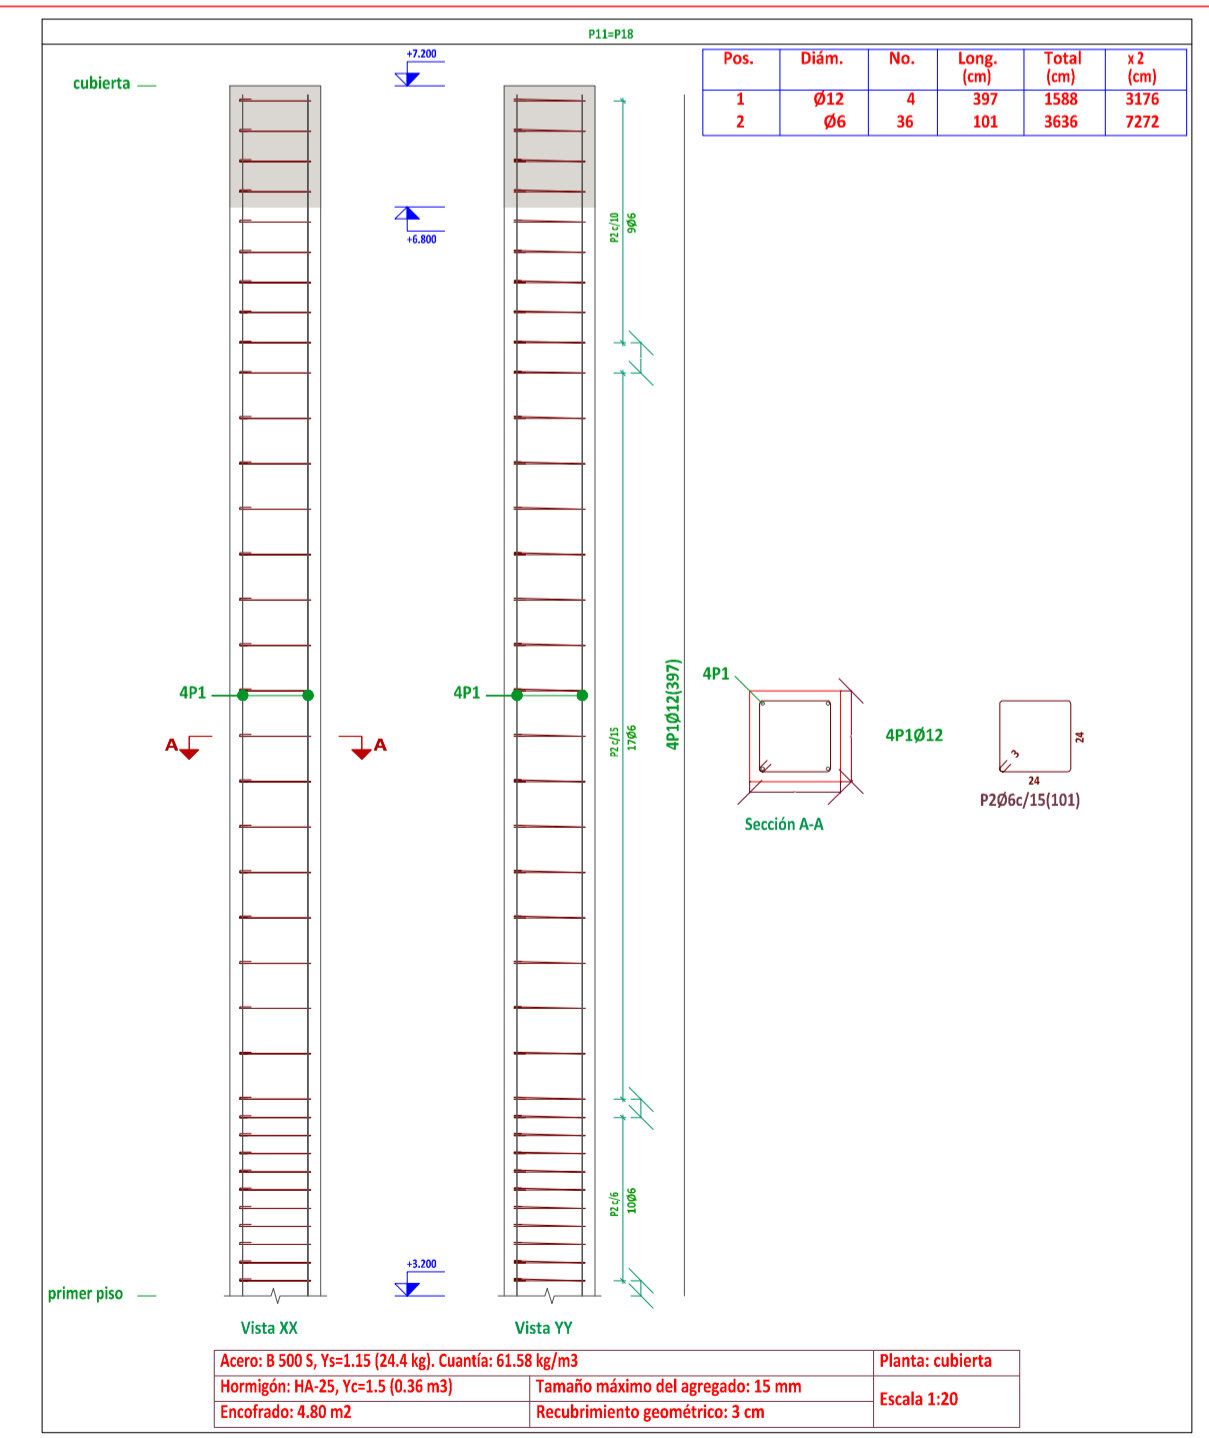 P11=P18
+7.200
cubierta
Pos. Diám. No. Long. (cm) Total (cm) x 2 (cm)
1 Ø12 4 397 1588 3176
2 Ø6 36 101 3636 7272
+6.800
P2 c/10
9Ø6
4P1
4P1
4P1Ø12(397)
P2 c/15
17Ø6
A
A
4P1
4P1Ø12
Sección A-A
3
24
24
P2Ø6c/15(101)
P2 c/6
10Ø6
+3.200
primer piso
Vista XX
Vista YY
Acero: B 500 S, Ys=1.15 (24.4 kg). Cuantía: 61.58 kg/m3
Planta: cubierta
Hormigón: HA-25, Yc=1.5 (0.36 m3)
Tamaño máximo del agregado: 15 mm
Escala 1:20
Encofrado: 4.80 m2
Recubrimiento geométrico: 3 cm